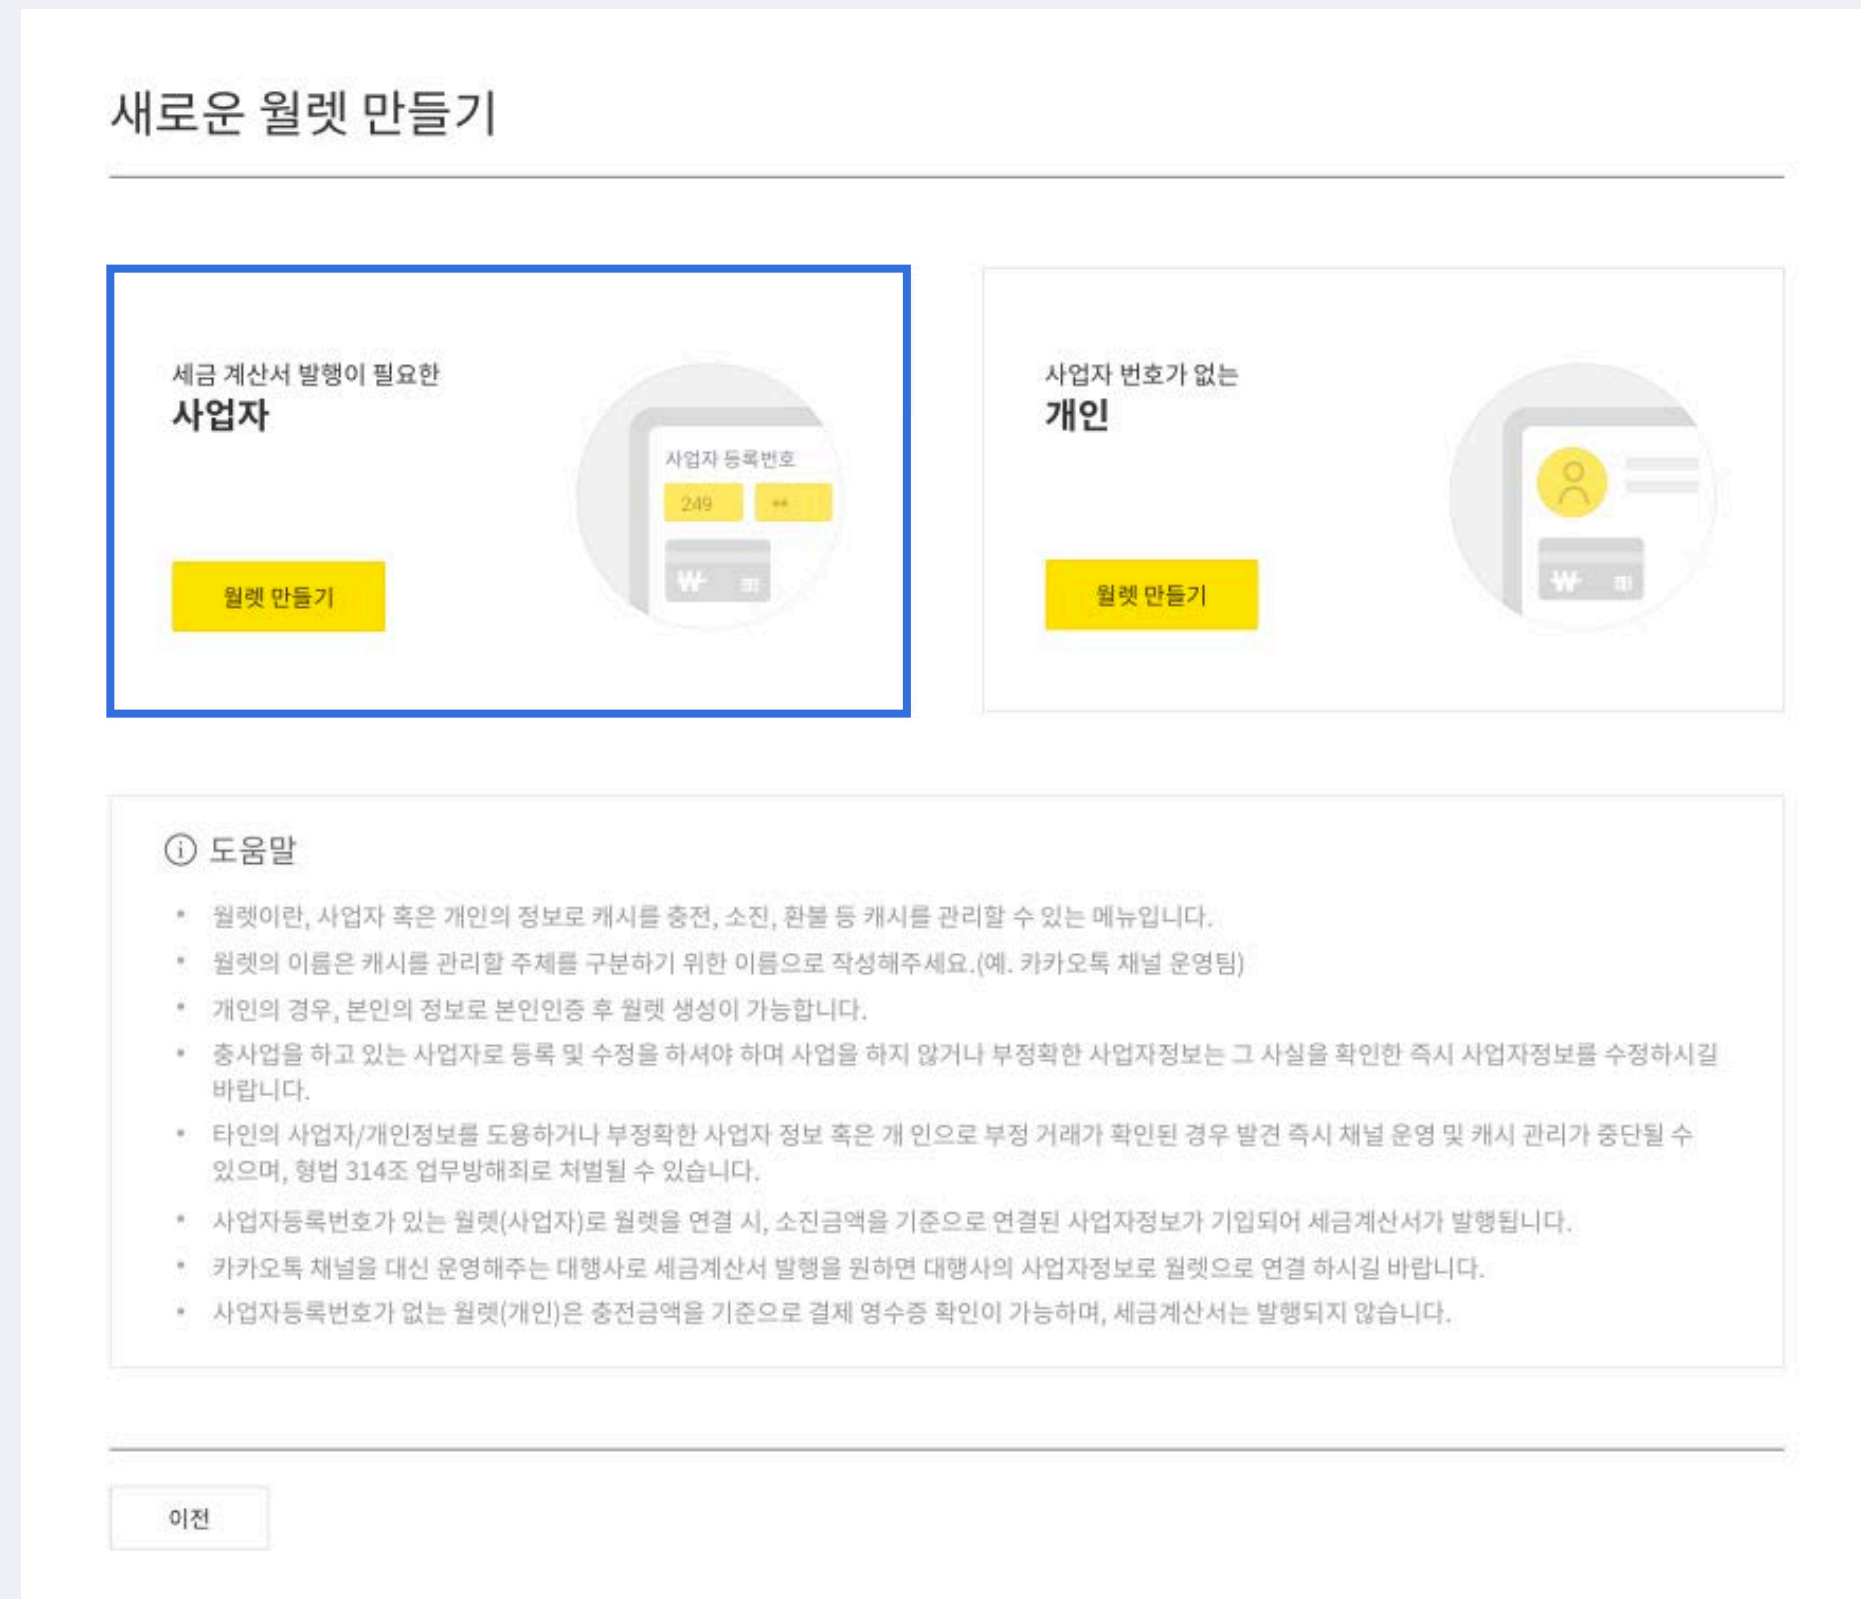 새로운 월렛 만들기
세금 계산서 발행이 필요한
사업자
사업자 등록번호
249
**
₩
월렛 만들기
사업자 번호가 없는
개인
₩
월렛 만들기
도움말
• 월렛이란, 사업자 혹은 개인의 정보로 캐시를 충전, 소진, 환불 등 캐시를 관리할 수 있는 메뉴입니다.
• 월렛의 이름은 캐시를 관리할 주체를 구분하기 위한 이름으로 작성해주세요.(예. 카카오톡 채널 운영팀)
• 개인의 경우, 본인의 정보로 본인인증 후 월렛 생성이 가능합니다.
• 충사업을 하고 있는 사업자로 등록 및 수정을 하셔야 하며 사업을 하지 않거나 부정확한 사업자정보는 그 사실을 확인한 즉시 사업자정보를 수정하시길
바랍니다.
• 타인의 사업자/개인정보를 도용하거나 부정확한 사업자 정보 혹은 개 인으로 부정 거래가 확인된 경우 발견 즉시 채널 운영 및 캐시 관리가 중단될 수
있으며, 형법 314조 업무방해죄로 처벌될 수 있습니다.
• 사업자등록번호가 있는 월렛(사업자)로 월렛을 연결 시, 소진금액을 기준으로 연결된 사업자정보가 기입되어 세금계산서가 발행됩니다.
• 카카오톡 채널을 대신 운영해주는 대행사로 세금계산서 발행을 원하면 대행사의 사업자정보로 월렛으로 연결 하시길 바랍니다.
• 사업자등록번호가 없는 월렛(개인)은 충전금액을 기준으로 결제 영수증 확인이 가능하며, 세금계산서는 발행되지 않습니다.
이전